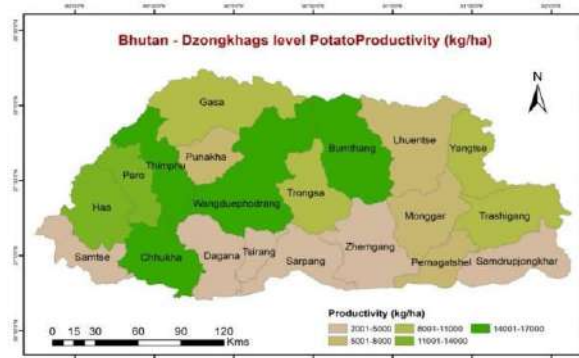 Bhutan - Dzongkhags level PotatoProductivity (kg/ha)
N
Gasa
Lhuentse
Bumthang
Yangtse
Punakha
Thimphu
Paro
Trongsa
Wangduephodrang
Haa
Monggar
Trashigang
Zhemgang
Samtse
Chhukha
Dagana
Tsirang
Sarpang
Pemagatshel
Samdrupjongkhar
Productivity (kg/ha)
2001-5000
8001-11000
14001-17000
5001-8000
11001-14000
0 15 30 60 90 120
Kms